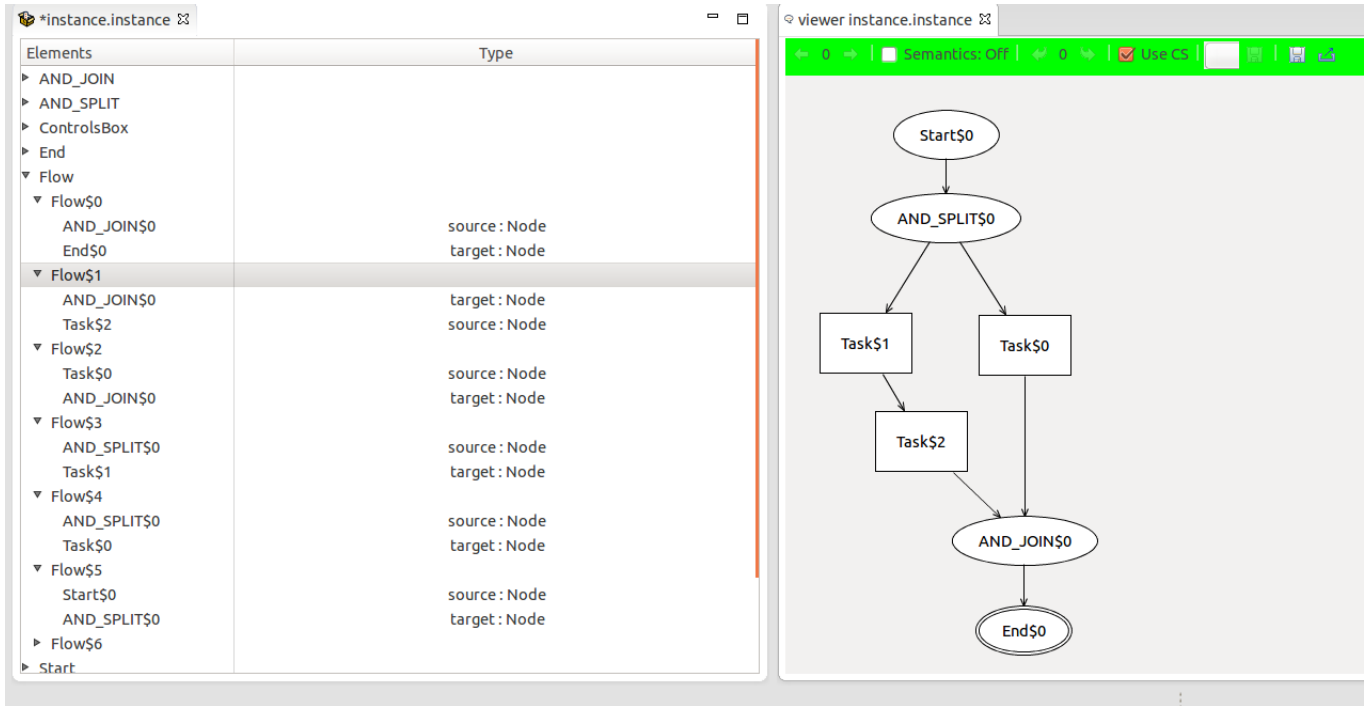 *instance.instance
Elements Type
AND_JOIN
AND_SPLIT
ControlsBox
End
Flow
Flow$0
AND_JOIN$0 source : Node
End$0 target : Node
Flow$1
AND_JOIN$0 target : Node
Task$2 source : Node
Flow$2
Task$0 source : Node
AND_JOIN$0 target : Node
Flow$3
AND_SPLIT$0 source : Node
Task$1 target : Node
Flow$4
AND_SPLIT$0 source : Node
Task$0 target : Node
Flow$5
Start$0 source : Node
AND_SPLIT$0 target : Node
Flow$6
Start
viewer instance.instance
0 Semantics: Off 0 Use CS
Start$0
AND_SPLIT$0
Task$1 Task$0
Task$2
AND_JOIN$0
End$0